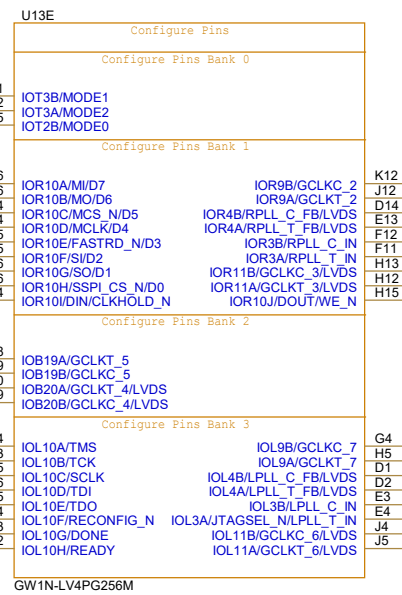 U13E
Configure Pins
Configure Pins Bank 0
IOT3B/MODE1
IOT3A/MODE2
IOT2B/MODE0
Configure Pins Bank 1
IOR10A/MI/D7 IOR9B/GCLKC_2 K12
IOR10B/MO/D6 IOR9A/GCLKT_2 J12
IOR10C/MCS_N/D5 IOR4B/RPLL_C_FB/LVDS D14
IOR10D/MCLK/D4 IOR4A/RPLL_T_FB/LVDS E13
IOR10E/FASTRD_N/D3 IOR3B/RPLL_C_IN F12
IOR10F/SI/D2 IOR3A/RPLL_T_IN F11
IOR10G/SO/D1 IOR11B/GCLKC_3/LVDS H13
IOR10H/SSPI_CS_N/D0 IOR11A/GCLKT_3/LVDS H12
IOR10I/DIN/CLKHOLD_N IOR10J/DOUT/WE_N H15
Configure Pins Bank 2
IOB19A/GCLKT_5
IOB19B/GCLKC_5
IOB20A/GCLKT_4/LVDS
IOB20B/GCLKC_4/LVDS
Configure Pins Bank 3
IOL10A/TMS IOL9B/GCLKC_7 G4
IOL10B/TCK IOL9A/GCLKT_7 H5
IOL10C/SCLK IOL4B/LPLL_C_FB/LVDS D1
IOL10D/TDI IOL4A/LPLL_T_FB/LVDS D2
IOL10E/TDO IOL3B/LPLL_C_IN E3
IOL10F/RECONFIG_N IOL3A/JTAGSEL_N/LPLL_T_IN E4
IOL10G/DONE IOL11B/GCLKC_6/LVDS J4
IOL10H/READY IOL11A/GCLKT_6/LVDS J5
GW1N-LV4PG256M